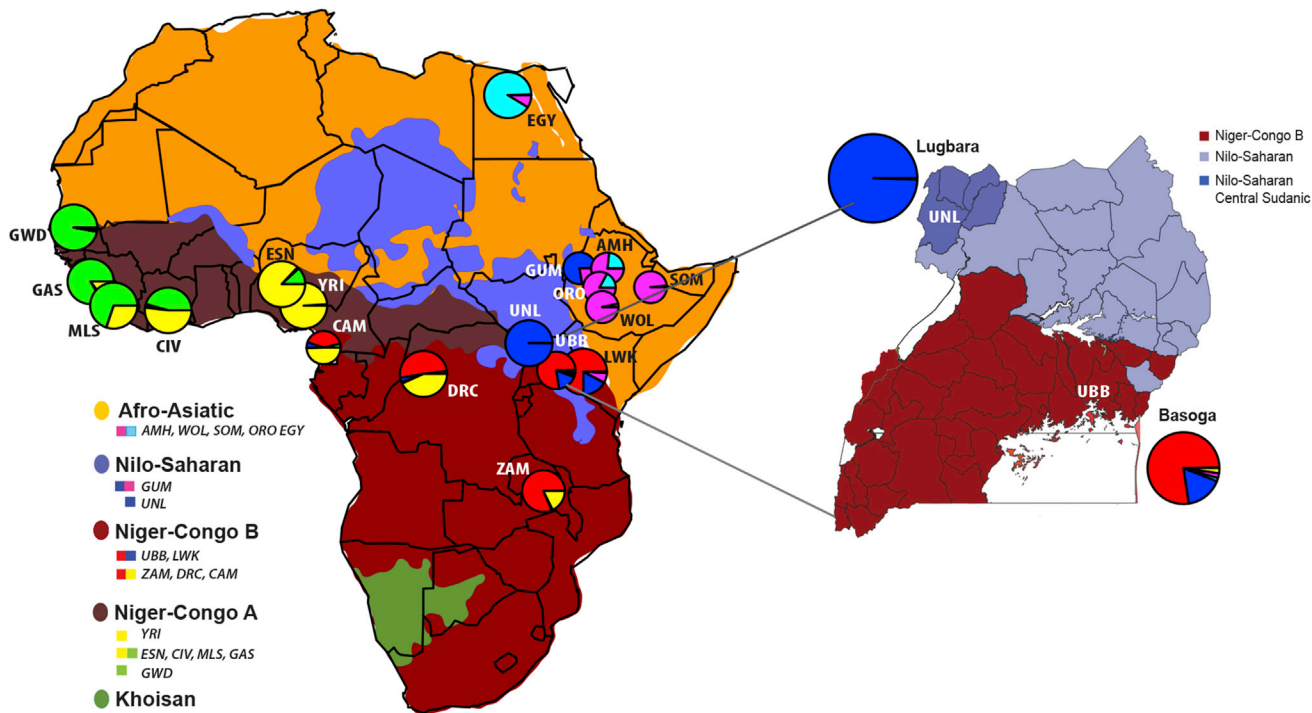 EGY
GWD
GAS
MLS
CIV
ESN
YRI
CAM
DRC
GUM
AMH
ORO
SOM
WOL
UNL
UBB
LWK
ZAM
Afro-Asiatic
AMH, WOL, SOM, ORO EGY
Nilo-Saharan
GUM
UNL
Niger-Congo B
UBB, LWK
ZAM, DRC, CAM
Niger-Congo A
YRI
ESN, CIV, MLS, GAS
GWD
Khoisan
Lugbara
UNL
UBB
Basoga
Niger-Congo B
Nilo-Saharan
Nilo-Saharan
Central Sudanic